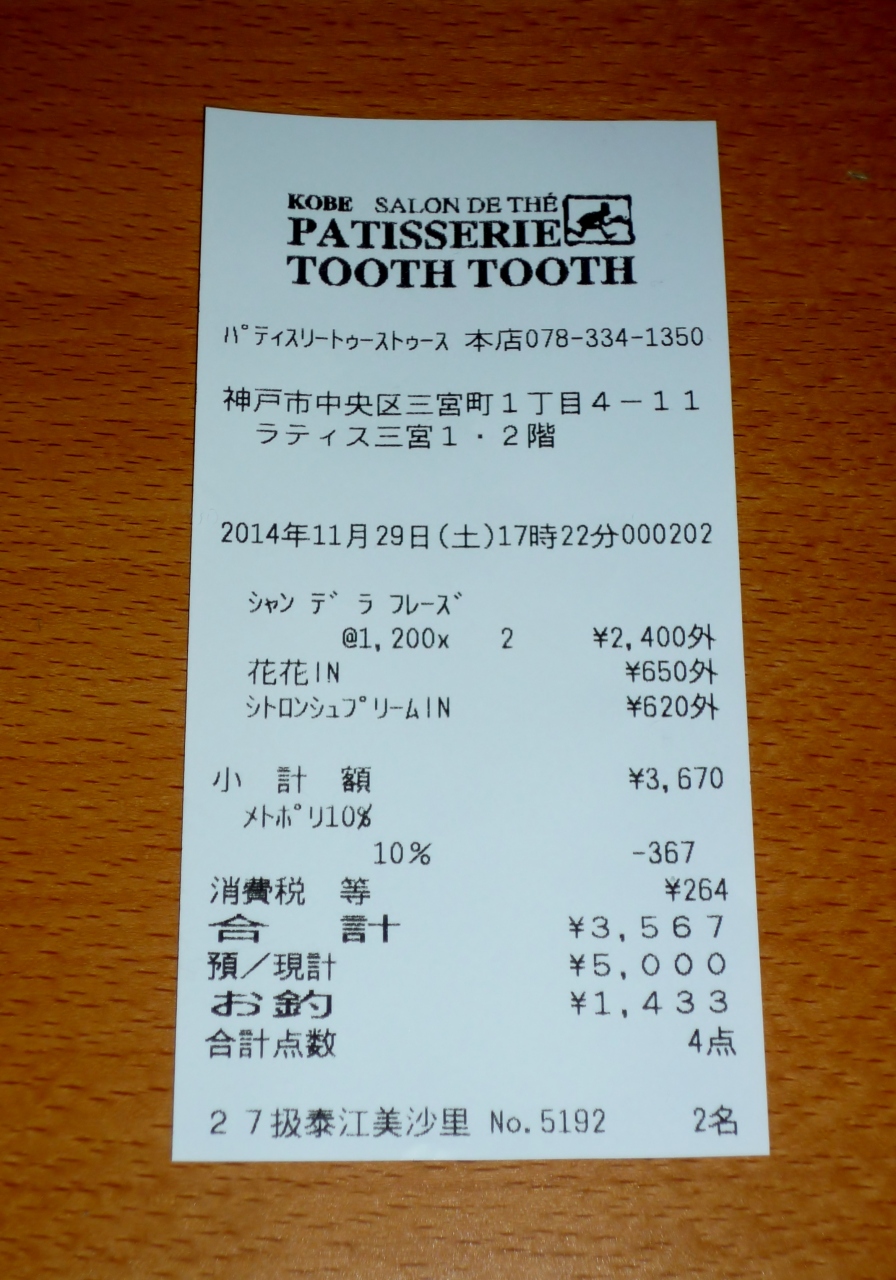 KOBE SALON DE THÉ
PATISSERIE
TOOTH TOOTH
ﾊﾟﾃｨｽﾘｰﾄｩｰｽﾄｩｰｽ 本店078-334-1350
神戸市中央区三宮町１丁目４－１１
ラティス三宮１・２階
2014年11月29日(土)17時22分000202
ｼｬﾝ ﾃﾞ ﾗ ﾌﾚｰｽﾞ
@1,200x 2 ¥2,400外
花花IN ¥650外
ｼﾄﾛﾝｼｭﾌﾟﾘｰﾑIN ¥620外
小 計 額 ¥3,670
ﾒﾄﾎﾟﾘ10%
10% -367
消費税 等 ¥264
合 計 ¥３,５６７
預／現計 ¥５,０００
お釣 ¥１,４３３
合計点数 4点
２７扱泰江美沙里 No.5192 2名